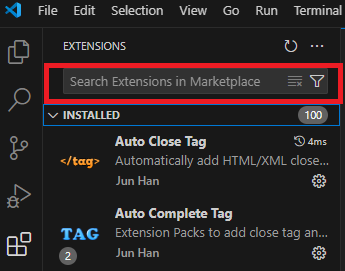 File Edit Selection View Go Run Terminal
EXTENSIONS
Search Extensions in Marketplace
INSTALLED 100
Auto Close Tag 4ms
</tag> Automatically add HTML/XML close...
Jun Han
Auto Complete Tag
TAG Extension Packs to add close tag an...
2 Jun Han